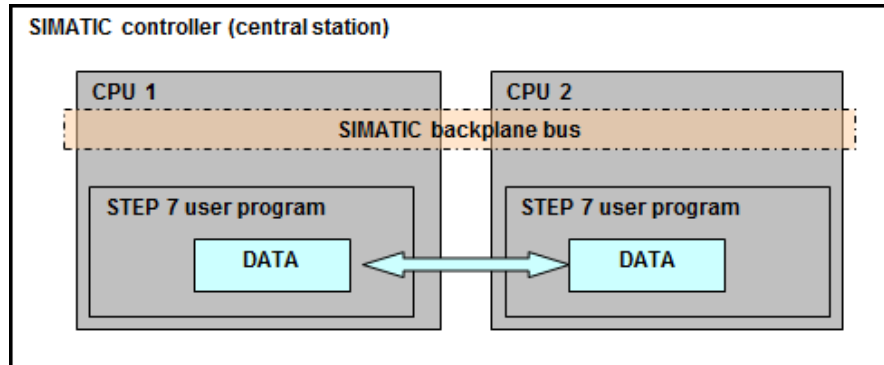 SIMATIC controller (central station)
CPU 1
CPU 2
SIMATIC backplane bus
STEP 7 user program
STEP 7 user program
DATA
DATA